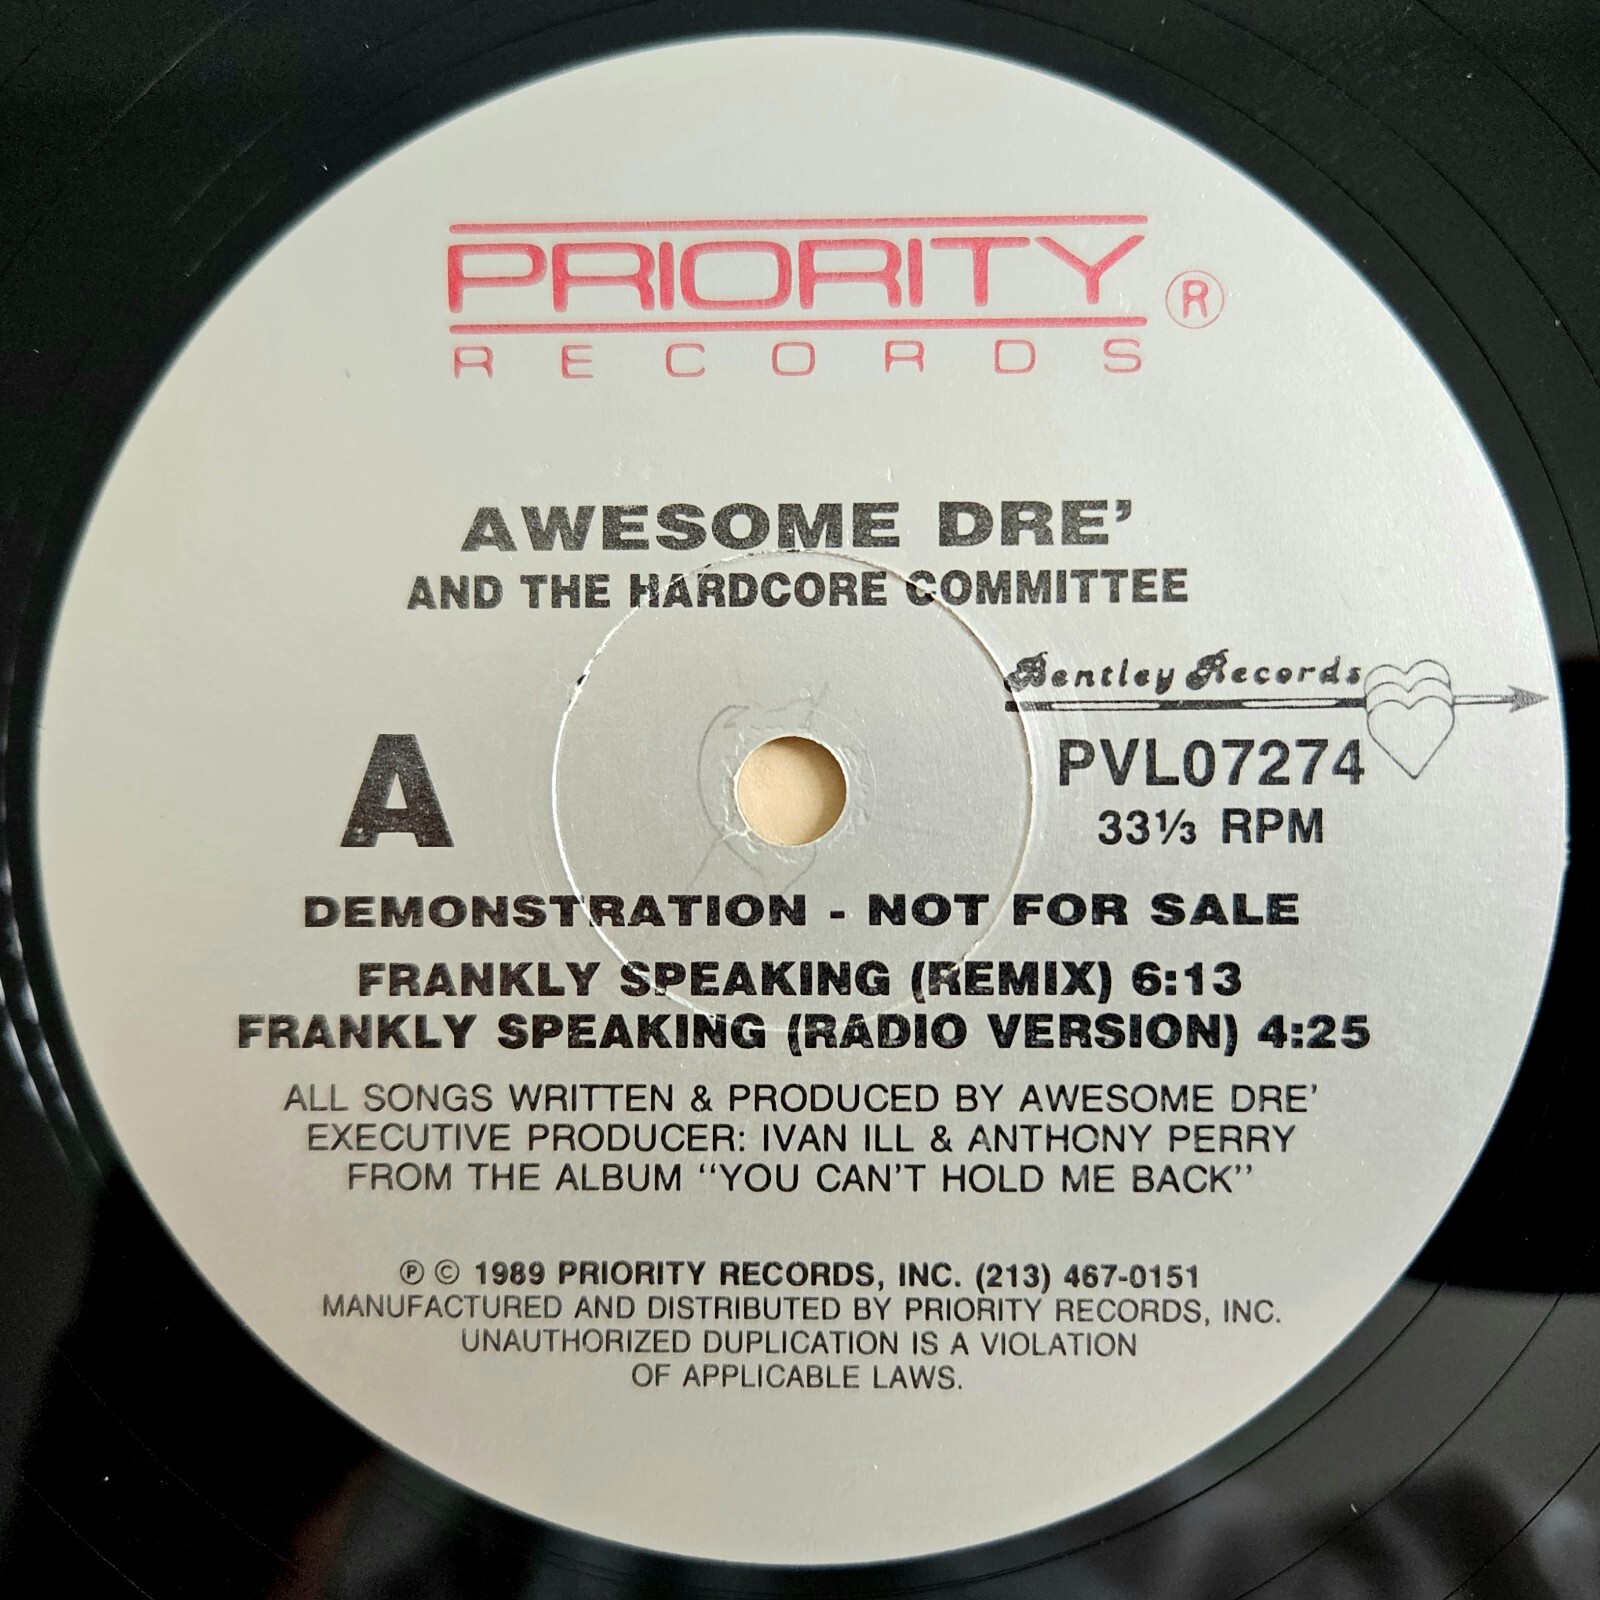 PRIORITY ®
RECORDS
AWESOME DRE'
AND THE HARDCORE COMMITTEE
Bentley Records
A
PVL07274
33⅓ RPM
DEMONSTRATION - NOT FOR SALE
FRANKLY SPEAKING (REMIX) 6:13
FRANKLY SPEAKING (RADIO VERSION) 4:25
ALL SONGS WRITTEN & PRODUCED BY AWESOME DRE'
EXECUTIVE PRODUCER: IVAN ILL & ANTHONY PERRY
FROM THE ALBUM "YOU CAN'T HOLD ME BACK"
℗ © 1989 PRIORITY RECORDS, INC. (213) 467-0151
MANUFACTURED AND DISTRIBUTED BY PRIORITY RECORDS, INC.
UNAUTHORIZED DUPLICATION IS A VIOLATION
OF APPLICABLE LAWS.